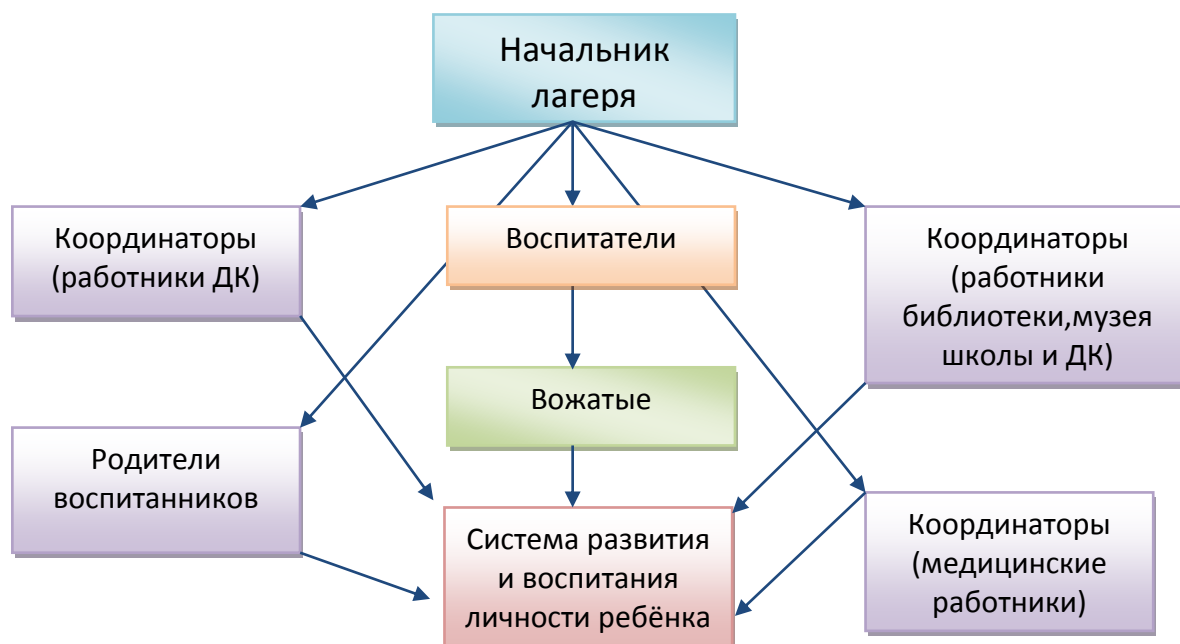 Начальник
лагеря
Координаторы
(работники ДК)
Воспитатели
Координаторы
(работники
библиотеки,музея
школы и ДК)
Вожатые
Родители
воспитанников
Система развития
и воспитания
личности ребёнка
Координаторы
(медицинские
работники)